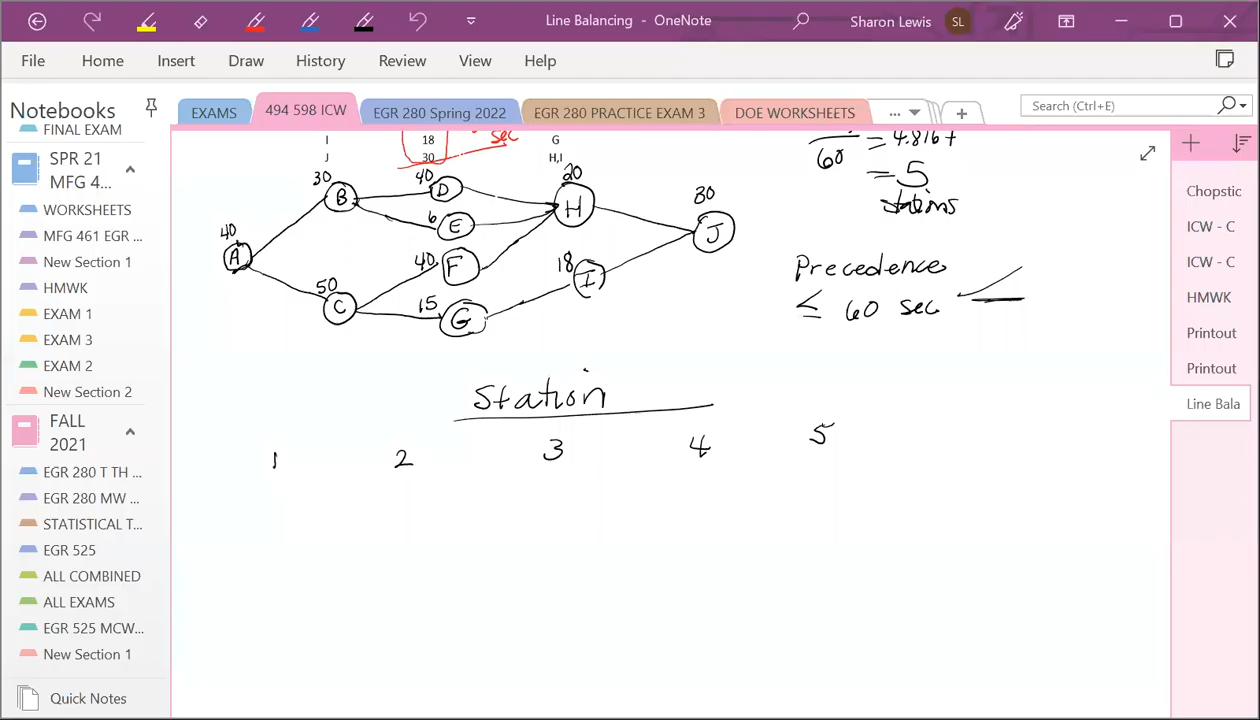 Line Balancing - OneNote
Sharon Lewis
SL
File
Home
Insert
Draw
History
Review
View
Help
Notebooks
EXAMS
494 598 ICW
EGR 280 Spring 2022
EGR 280 PRACTICE EXAM 3
DOE WORKSHEETS
...
Search (Ctrl+E)
FINAL EXAM
SPR 21
MFG 4...
WORKSHEETS
MFG 461 EGR ...
New Section 1
HMWK
EXAM 1
EXAM 3
EXAM 2
New Section 2
FALL
2021
EGR 280 T TH ...
EGR 280 MW ...
STATISTICAL T...
EGR 525
ALL COMBINED
ALL EXAMS
EGR 525 MCW...
New Section 1
Quick Notes
I 18 sec G
J 30 H,I
60 = 4.8167
= 5
stations
40 A
30 B
50 C
40 D
6 E
40 F
15 G
20 H
18 I
30 J
Precedence
≤ 60 sec
Station
1 2 3 4 5
Chopstic
ICW - C
ICW - C
HMWK
Printout
Printout
Line Bala